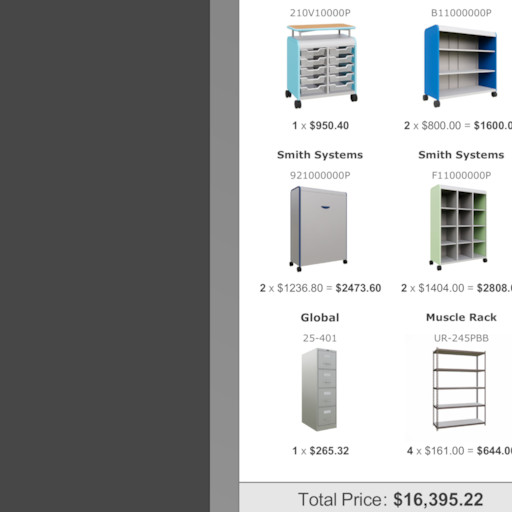 210V10000P B11000000P
1 x $950.40 2 x $800.00 = $1600.0
Smith Systems Smith Systems
921000000P F11000000P
2 x $1236.80 = $2473.60 2 x $1404.00 = $2808.
Global Muscle Rack
25-401 UR-245PBB
1 x $265.32 4 x $161.00 = $644.0
Total Price: $16,395.22